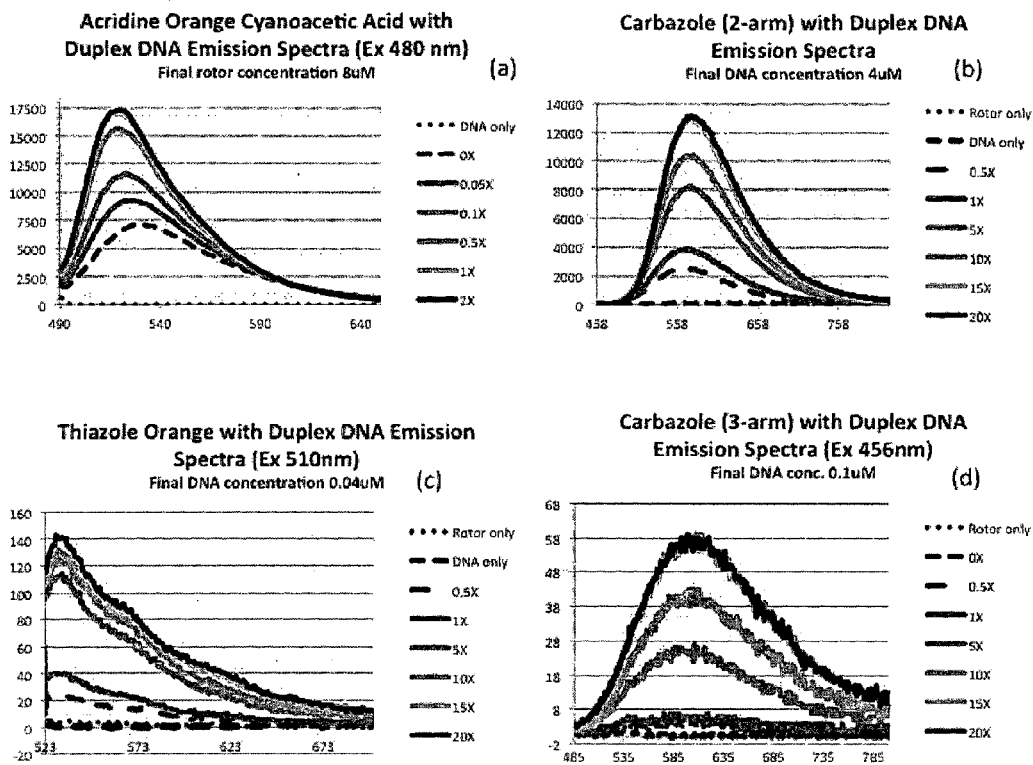 Acridine Orange Cyanoacetic Acid with
Duplex DNA Emission Spectra (Ex 480 nm)
Final rotor concentration 8uM
(a)
17500
15000
12500
10000
7500
5000
2500
0
490
540
590
640
DNA only
0X
0.05X
0.1X
0.5X
1X
2X
Carbazole (2-arm) with Duplex DNA
Emission Spectra
Final DNA concentration 4uM
(b)
14000
12000
10000
8000
6000
4000
2000
0
458
558
658
758
Rotor only
DNA only
0.5X
1X
5X
10X
15X
20X
Thiazole Orange with Duplex DNA Emission
Spectra (Ex 510nm)
Final DNA concentration 0.04uM
(c)
160
140
120
100
80
60
40
20
0
-20
523
573
623
673
Rotor only
DNA only
0.5X
1X
5X
10X
15X
20X
Carbazole (3-arm) with Duplex DNA
Emission Spectra (Ex 456nm)
Final DNA conc. 0.1uM
(d)
68
58
48
38
28
18
8
-2
485
535
585
635
685
735
785
Rotor only
0X
0.5X
1X
5X
10X
15X
20X